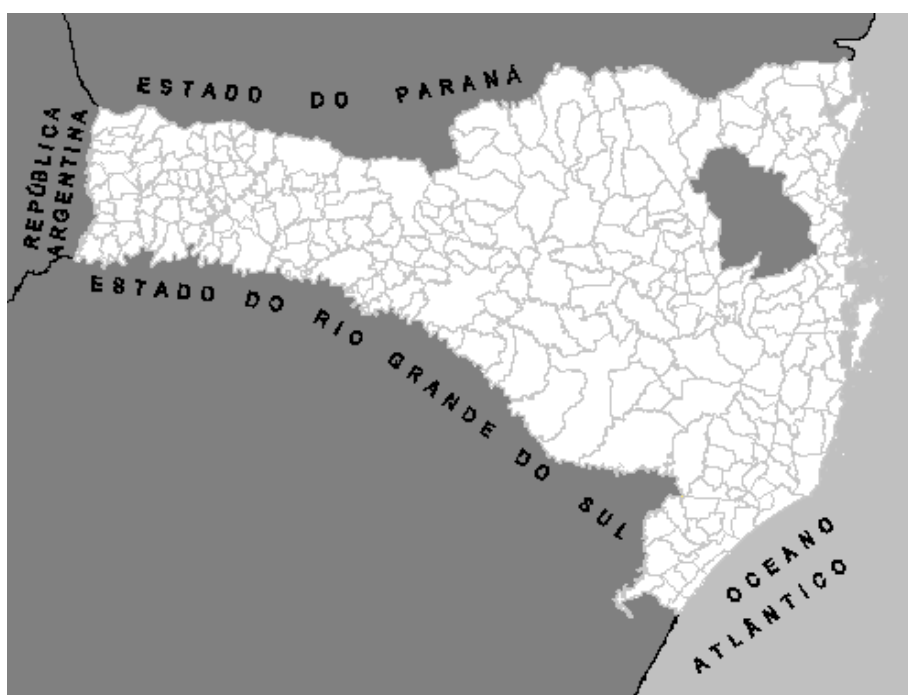 ESTADO DO PARANÁ
REPÚBLICA
ARGENTINA
ESTADO DO RIO GRANDE DO SUL
OCEANO
ATLÂNTICO